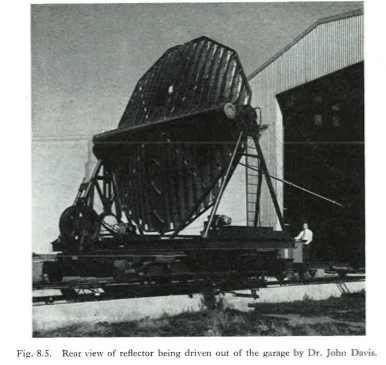 Fig. 8.5. Rear view of reflector being driven out of the garage by Dr. John Davis.